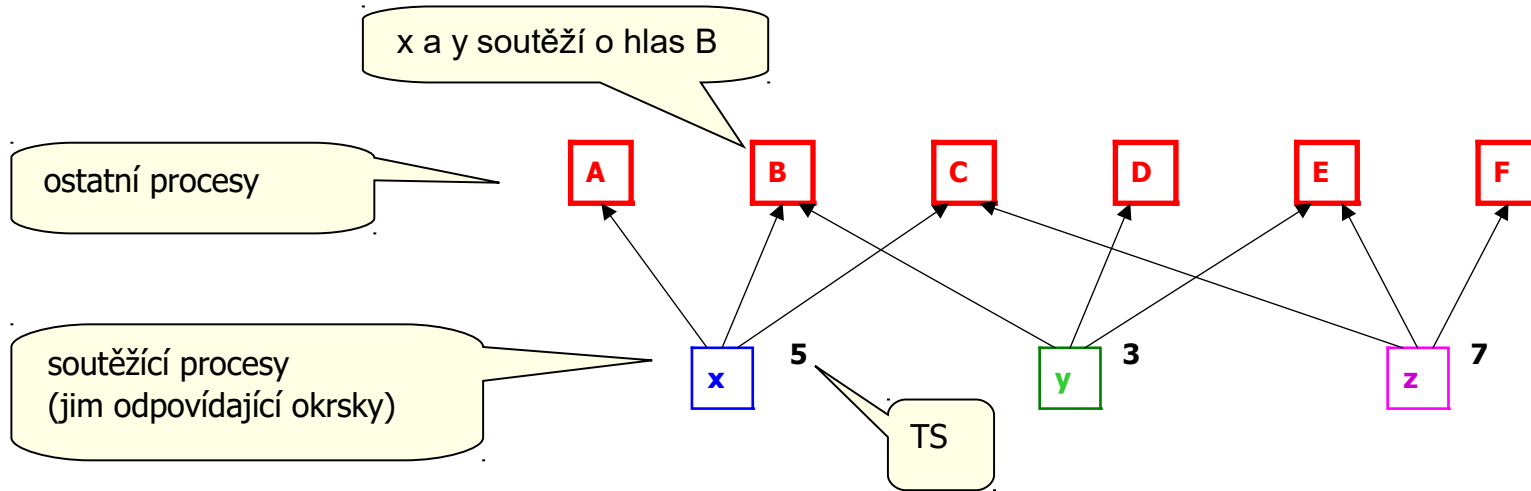 x a y soutěží o hlas B
ostatní procesy
A
B
C
D
E
F
soutěžící procesy
(jim odpovídající okrsky)
x
5
y
3
z
7
TS